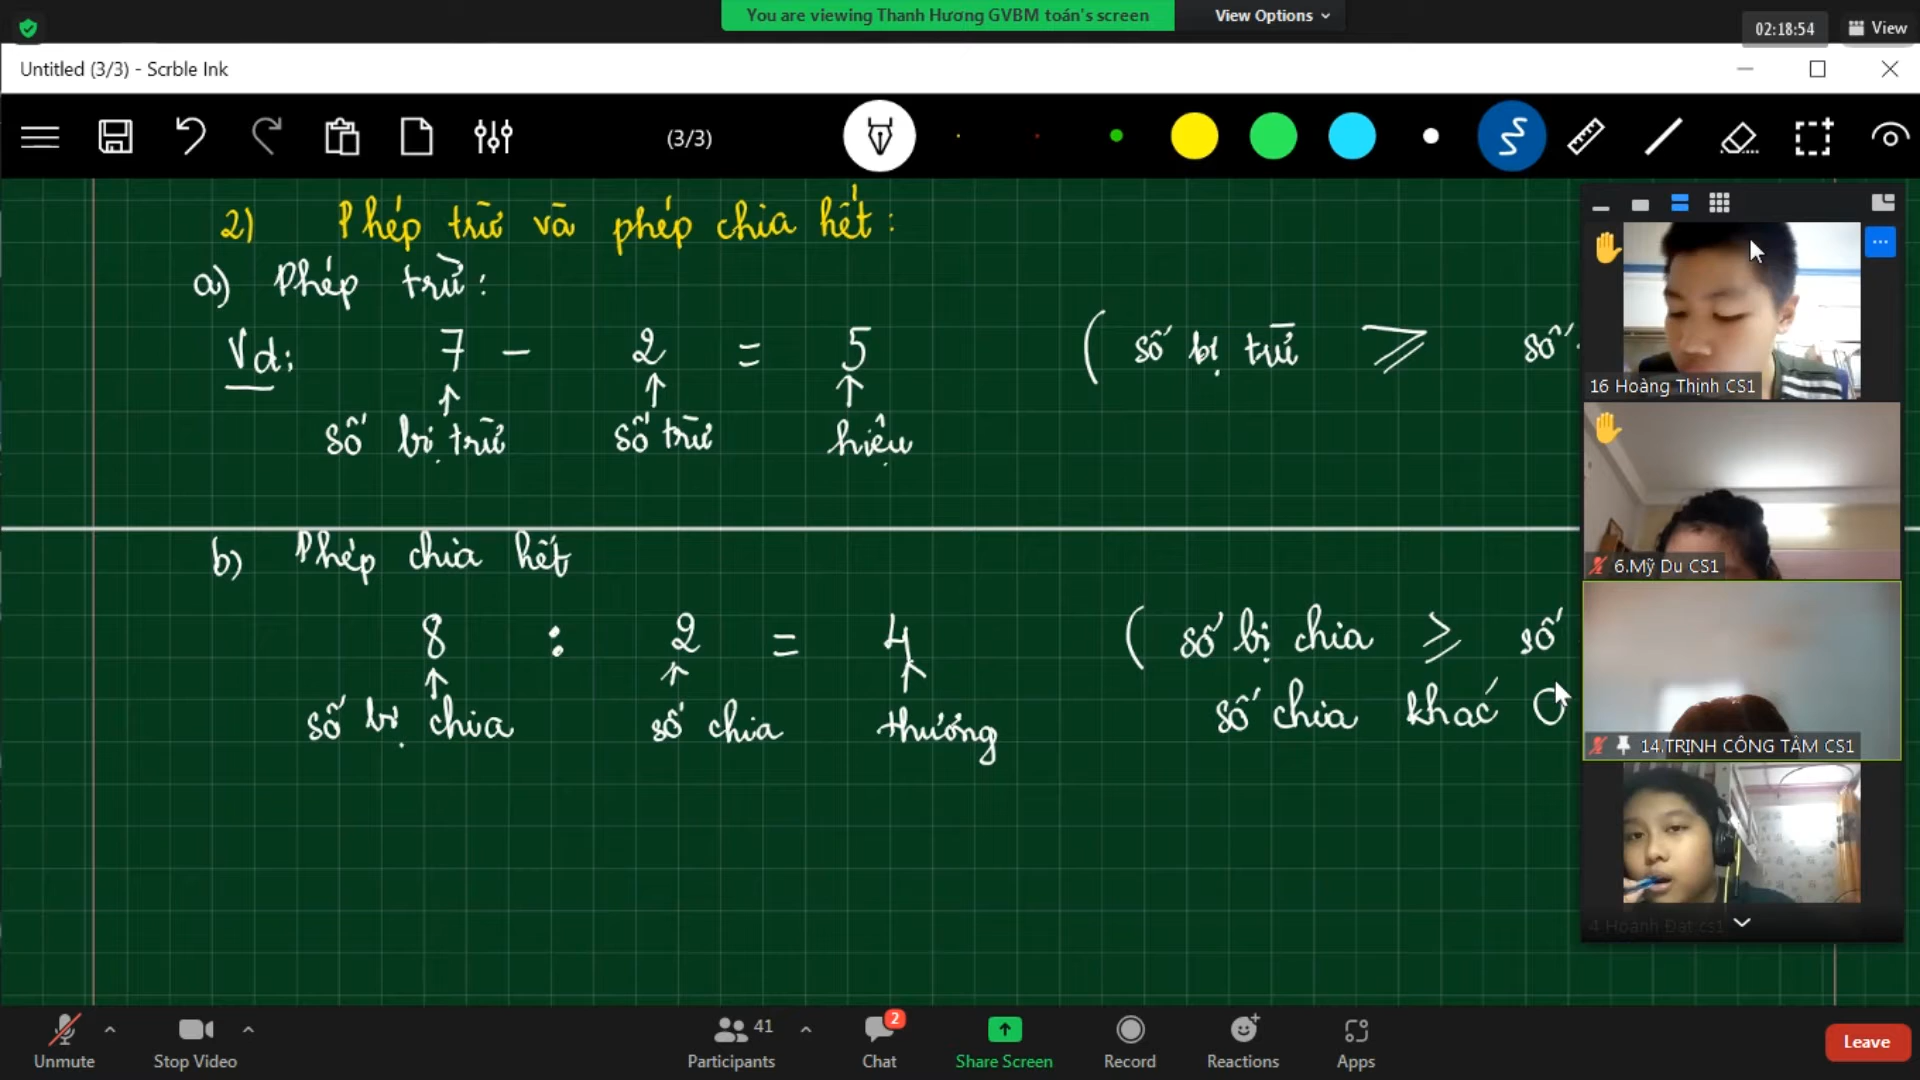 You are viewing Thanh Hương GVBM toán's screen
View Options
02:18:54
View
Untitled (3/3) - Scrble Ink
(3/3)
2) Phép trừ và phép chia hết:
a) Phép trừ:
Vd: 7 - 2 = 5 ( số bị trừ ⩾ số
số bị trừ số trừ hiệu
b) Phép chia hết
8 : 2 = 4 ( số bị chia ⩾ số
số bị chia số chia thương số chia khác 0
16 Hoàng Thịnh CS1
6.Mỹ Du CS1
14.TRỊNH CÔNG TÂM CS1
4 Hoanh Đat cs1
Unmute
Stop Video
41
Participants
2
Chat
Share Screen
Record
Reactions
Apps
Leave